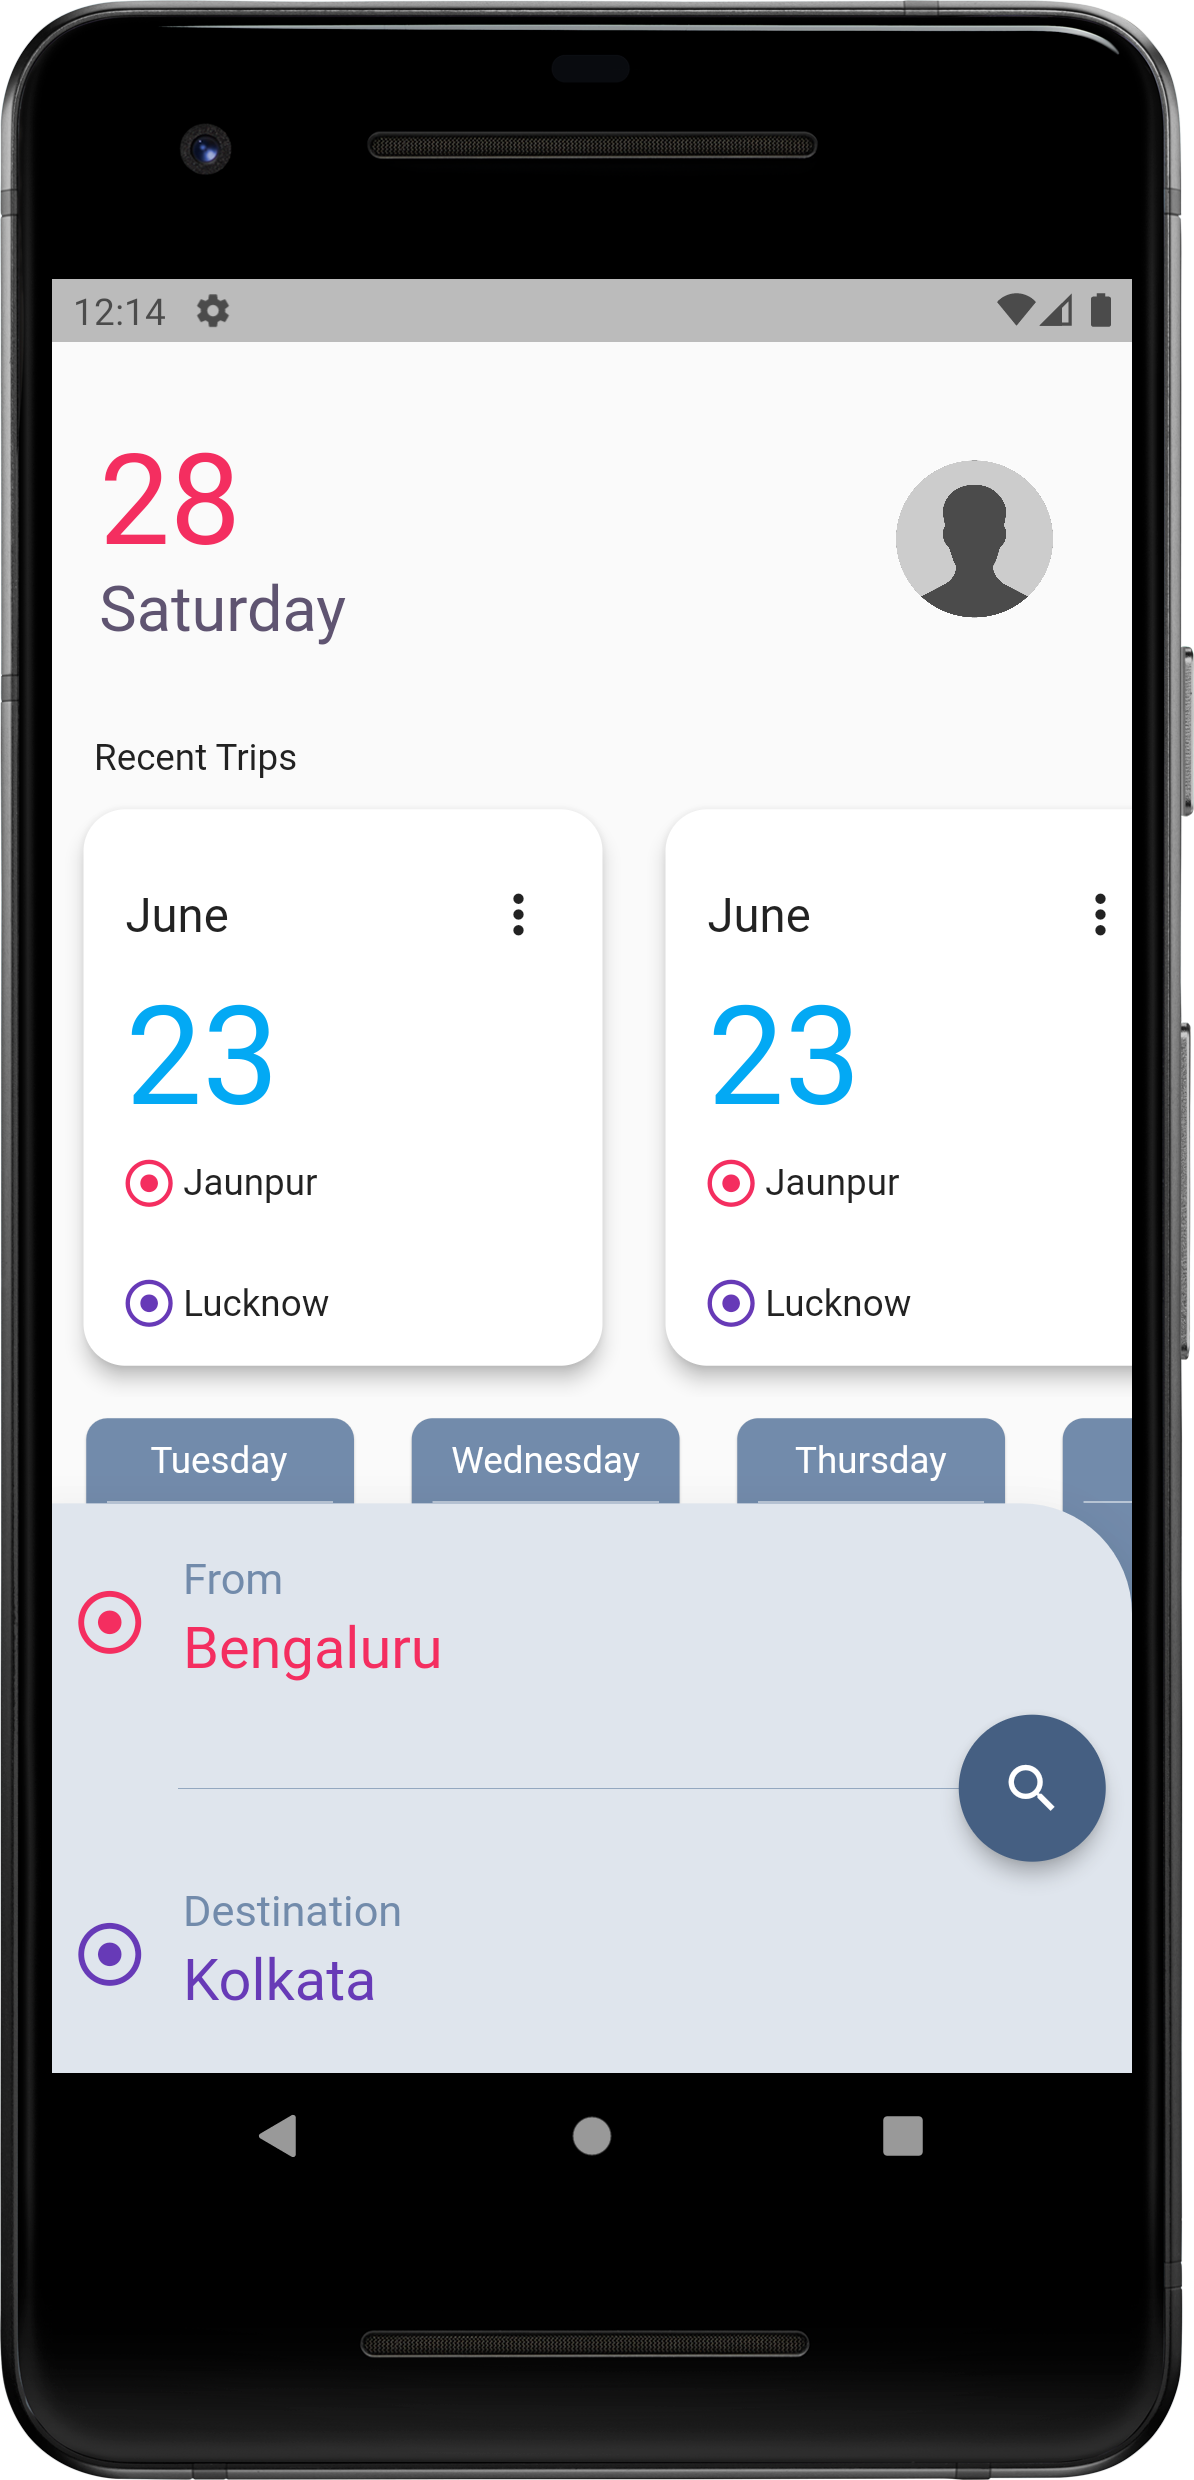 12:14
28
Saturday
Recent Trips
June
23
Jaunpur
Lucknow
June
23
Jaunpur
Lucknow
Tuesday
Wednesday
Thursday
From
Bengaluru
Destination
Kolkata